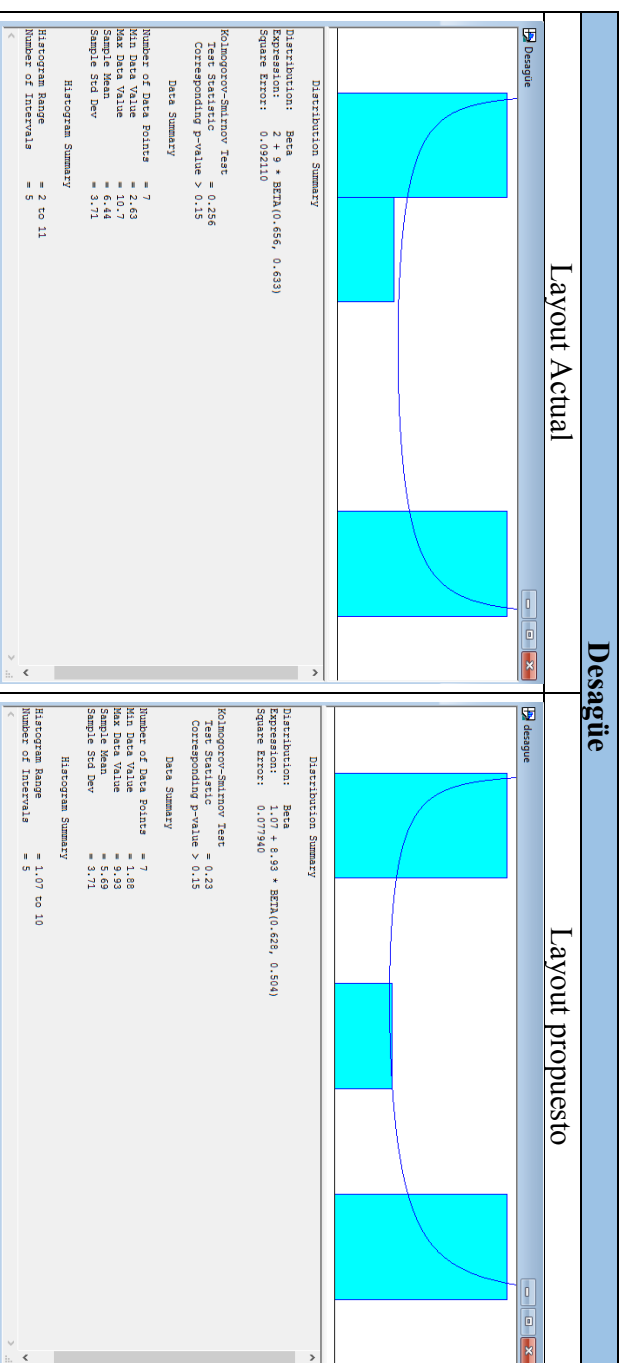 Desagüe
Layout Actual
Desagüe
Distribution Summary
Distribution: Beta
Expression: 2 + 9 * BETA(0.656, 0.633)
Square Error: 0.092110
Kolmogorov-Smirnov Test
Test Statistic = 0.256
Corresponding p-value > 0.15
Data Summary
Number of Data Points = 7
Min Data Value = 2.63
Max Data Value = 10.7
Sample Mean = 6.44
Sample Std Dev = 3.71
Histogram Summary
Histogram Range = 2 to 11
Number of Intervals = 5
Layout propuesto
desague
Distribution Summary
Distribution: Beta
Expression: 1.07 + 8.93 * BETA(0.628, 0.504)
Square Error: 0.077940
Kolmogorov-Smirnov Test
Test Statistic = 0.23
Corresponding p-value > 0.15
Data Summary
Number of Data Points = 7
Min Data Value = 1.88
Max Data Value = 9.93
Sample Mean = 5.69
Sample Std Dev = 3.71
Histogram Summary
Histogram Range = 1.07 to 10
Number of Intervals = 5